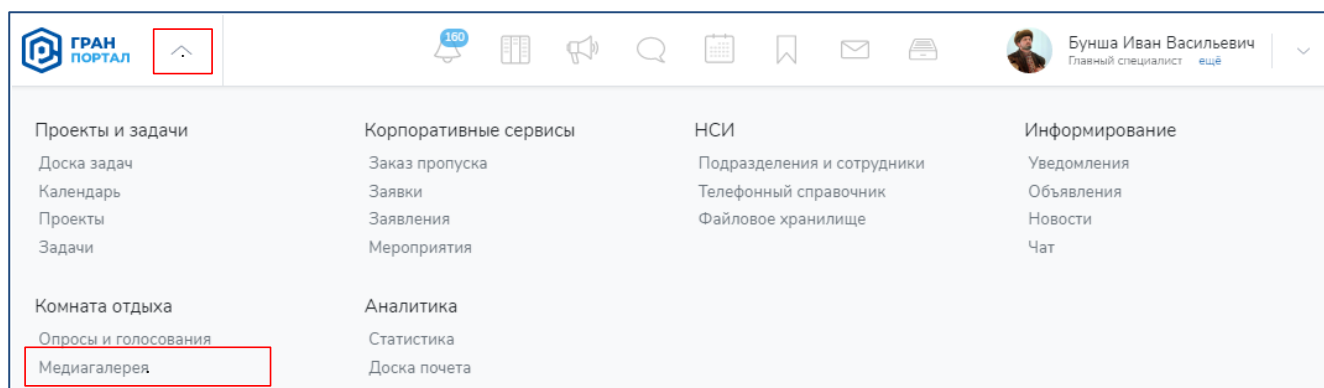 ГРАН
ПОРТАЛ
160
Бунша Иван Васильевич
Главный специалист ещё
Проекты и задачи
Доска задач
Календарь
Проекты
Задачи
Корпоративные сервисы
Заказ пропуска
Заявки
Заявления
Мероприятия
НСИ
Подразделения и сотрудники
Телефонный справочник
Файловое хранилище
Информирование
Уведомления
Объявления
Новости
Чат
Комната отдыха
Опросы и голосования
Медиагалерея.
Аналитика
Статистика
Доска почета